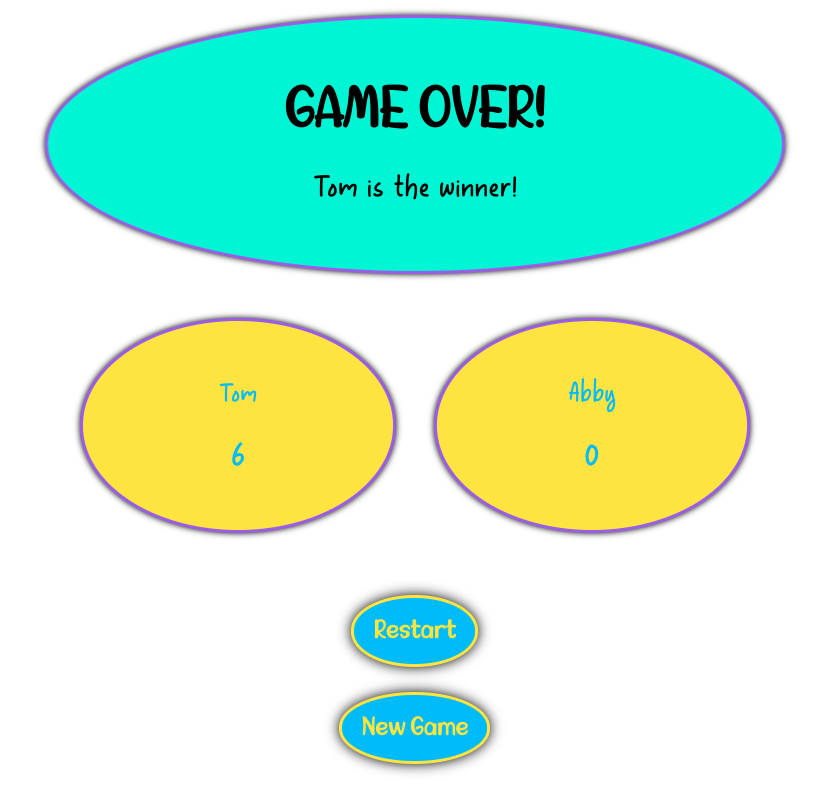 GAME OVER!
Tom is the winner!
Tom
6
Abby
0
Restart
New Game